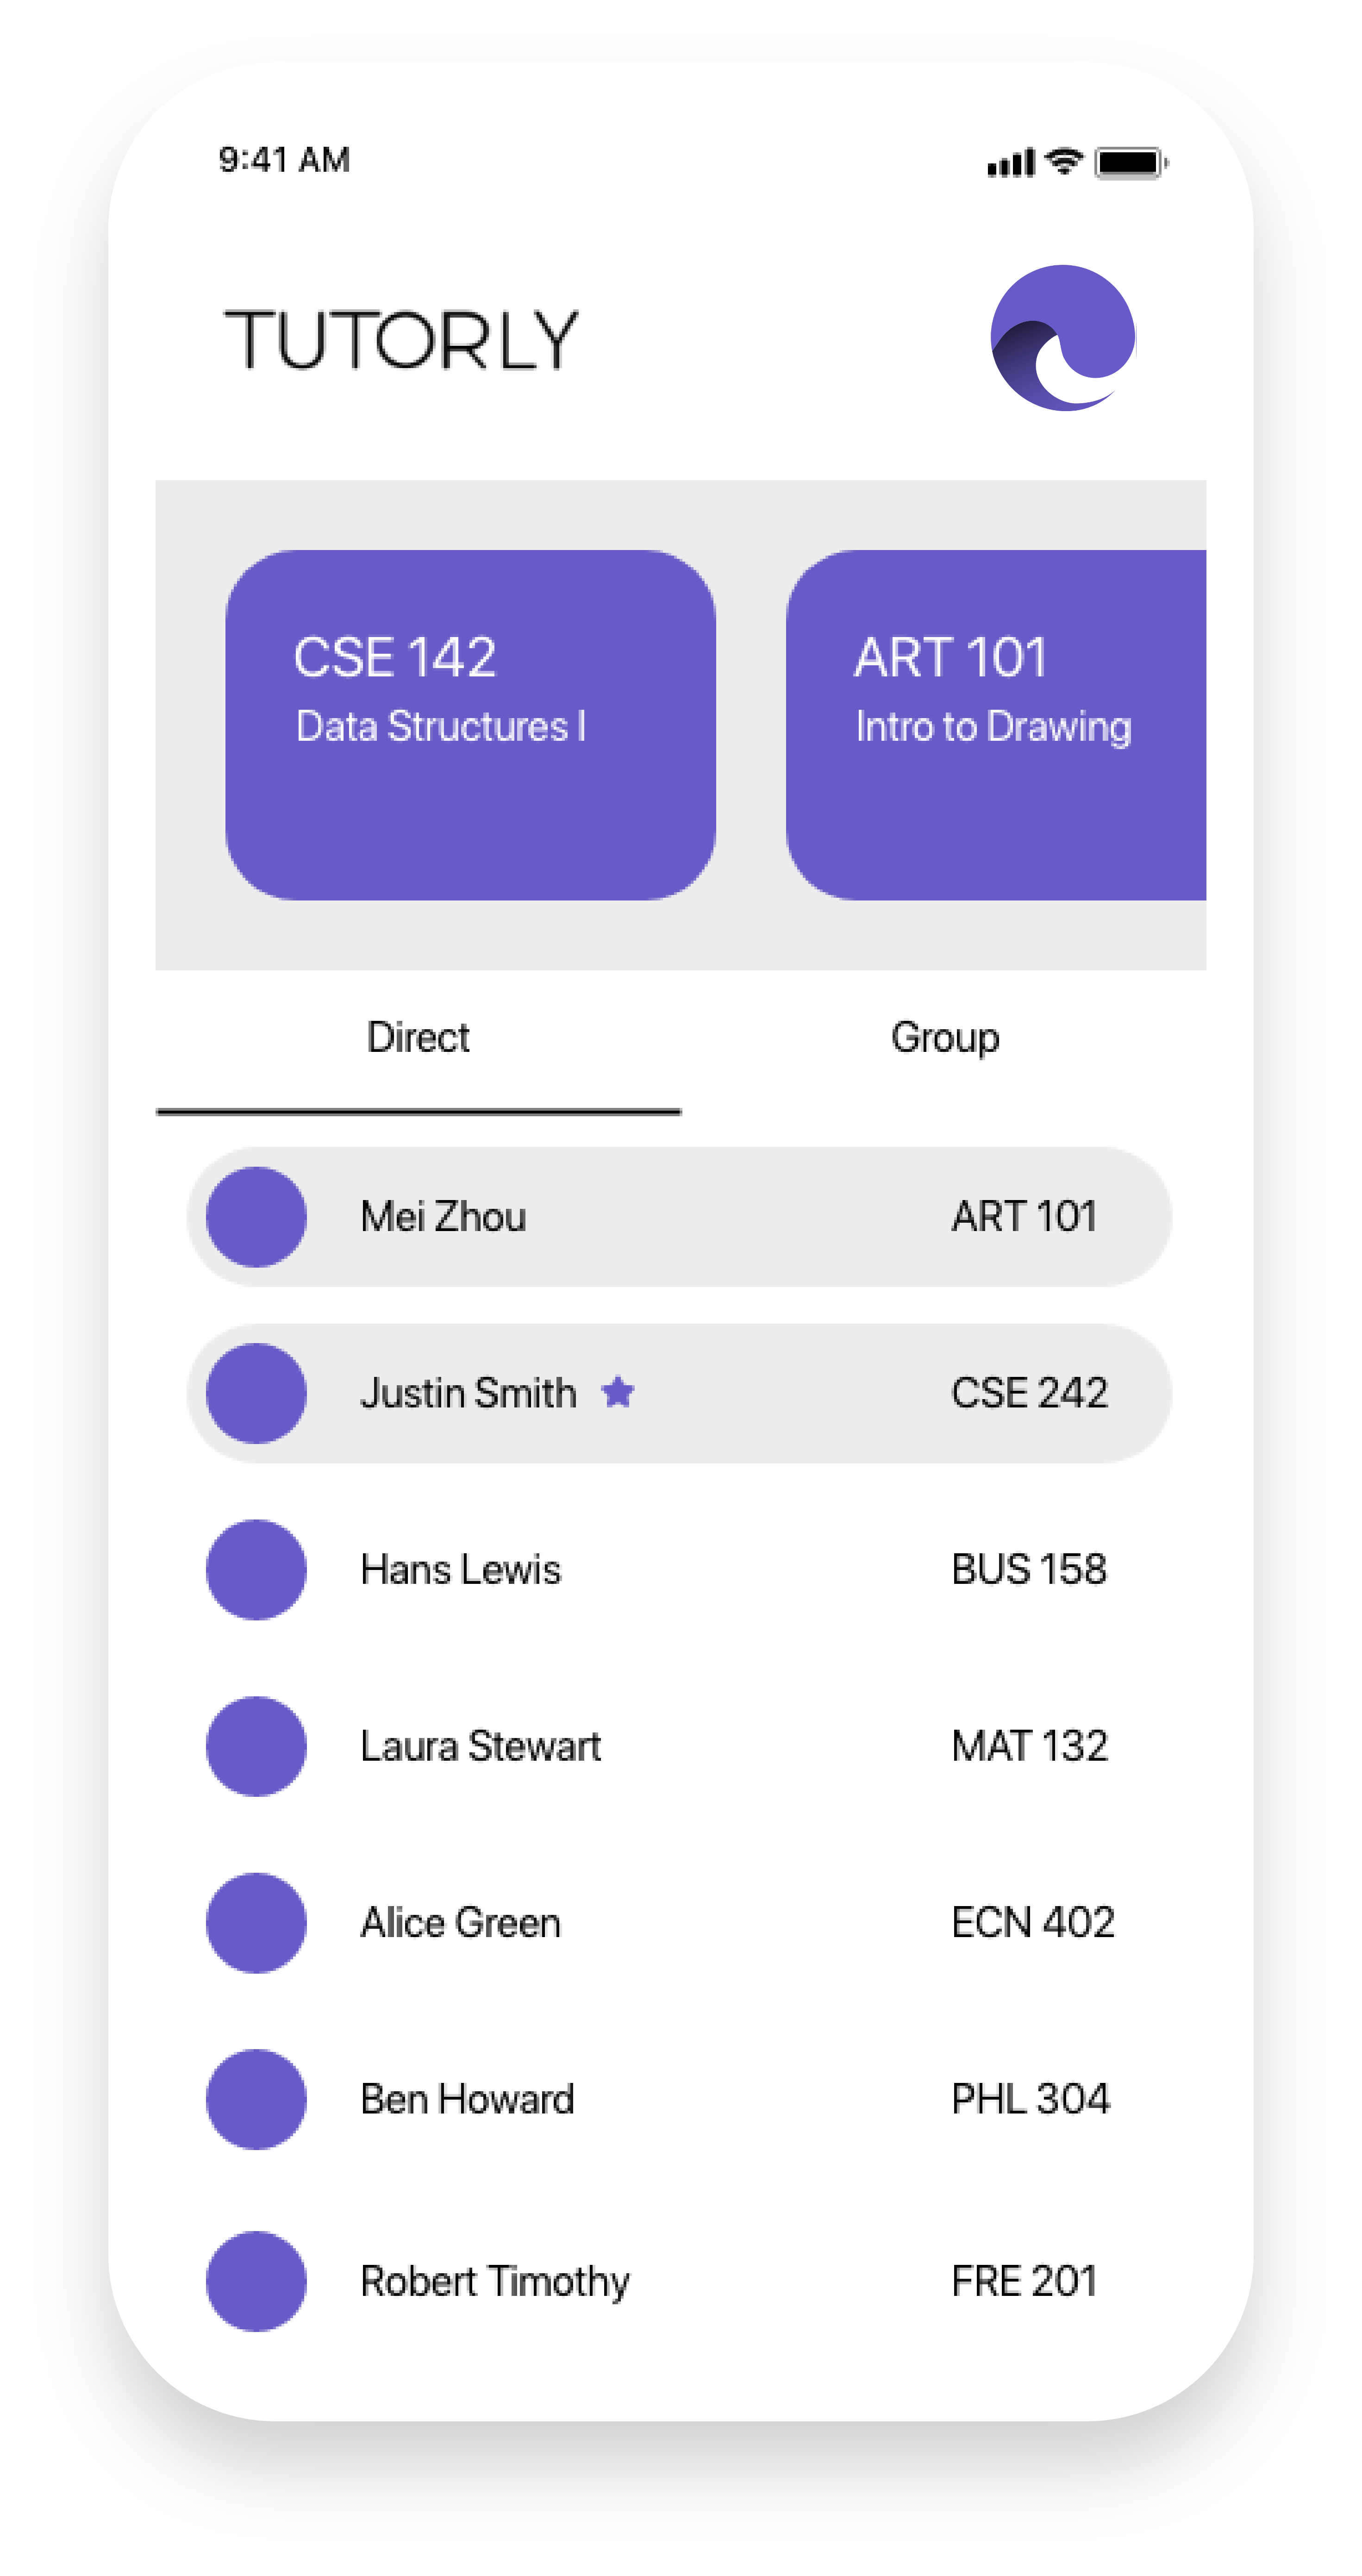 9:41 AM
TUTORLY
CSE 142
Data Structures I
ART 101
Intro to Drawing
Direct
Group
Mei Zhou ART 101
Justin Smith CSE 242
Hans Lewis BUS 158
Laura Stewart MAT 132
Alice Green ECN 402
Ben Howard PHL 304
Robert Timothy FRE 201